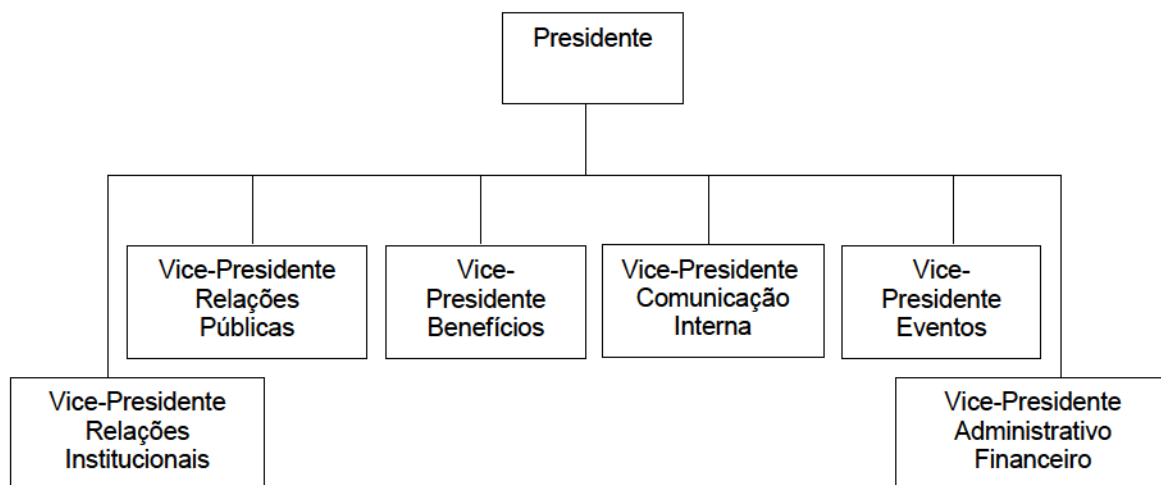 Presidente
Vice-Presidente
Relações
Públicas
Vice-
Presidente
Benefícios
Vice-Presidente
Comunicação
Interna
Vice-
Presidente
Eventos
Vice-Presidente
Relações
Institucionais
Vice-Presidente
Administrativo
Financeiro